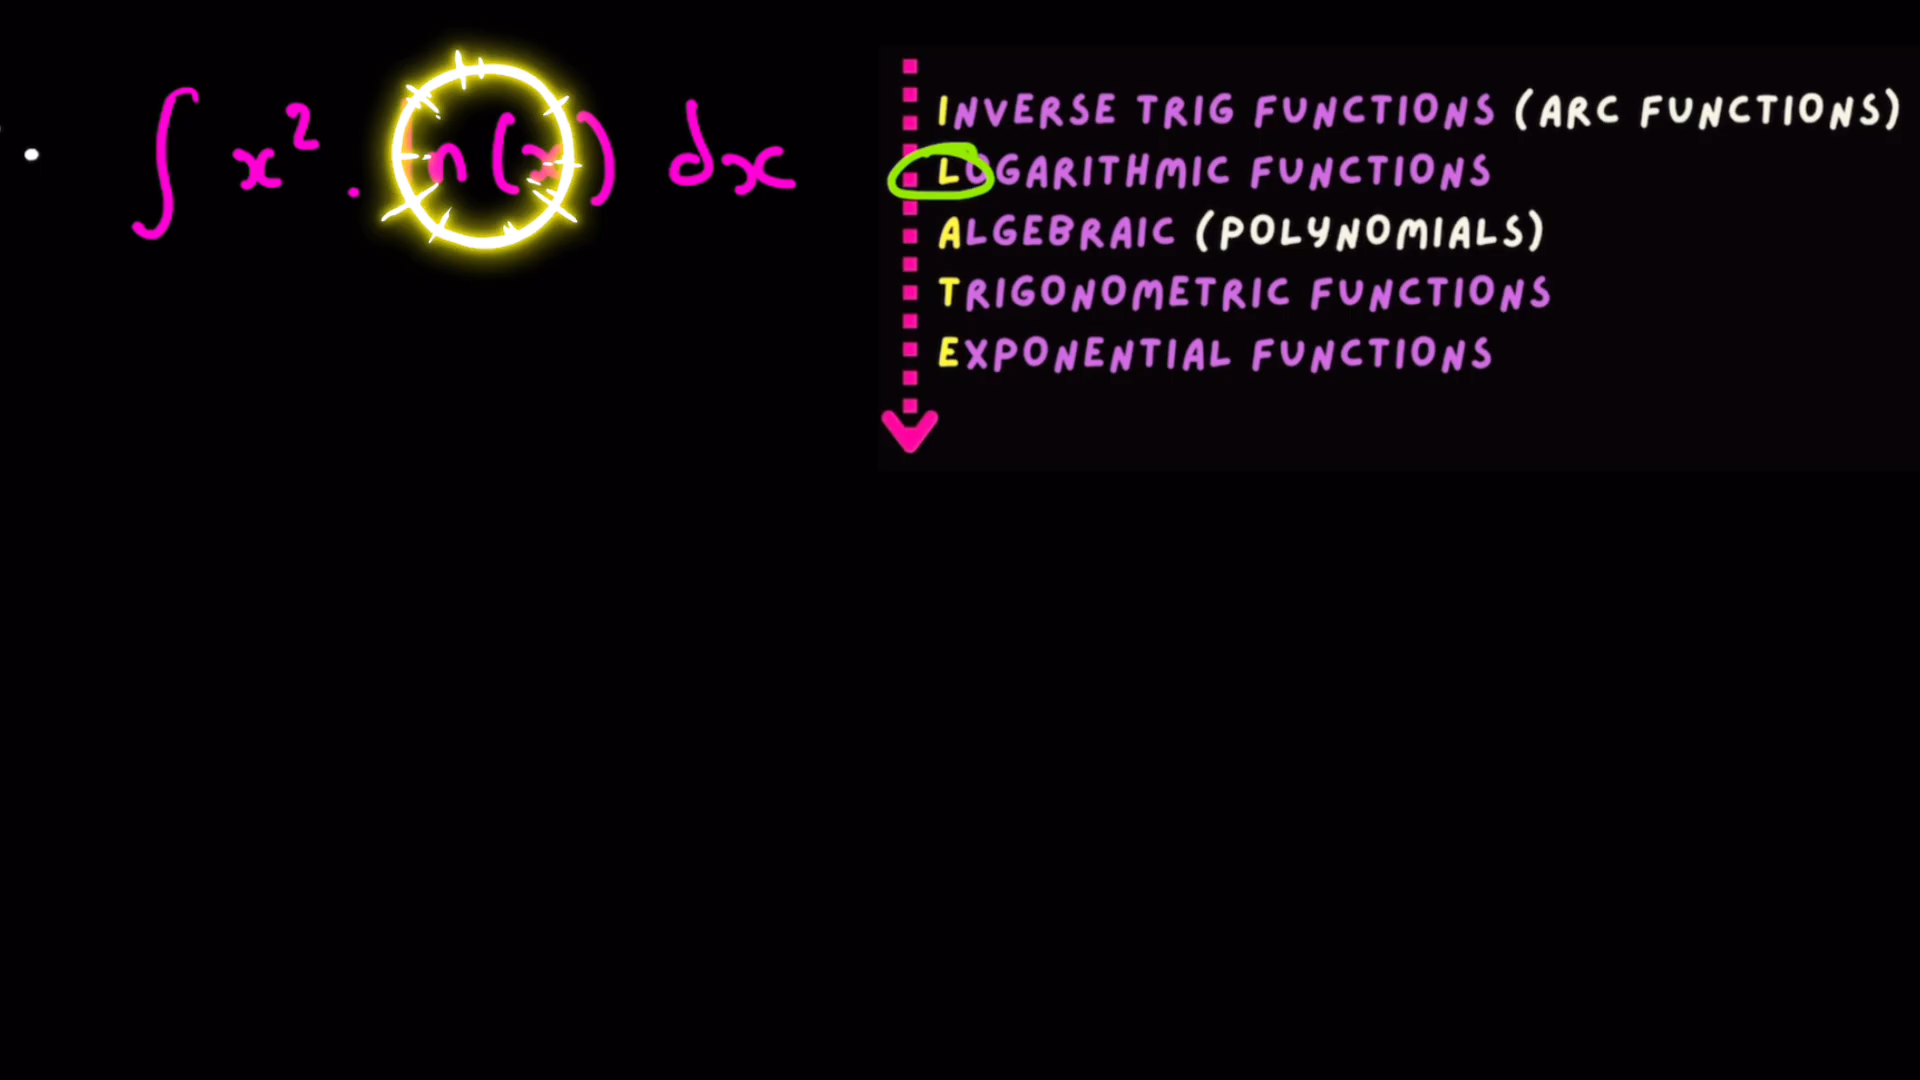 ∫ x² . ln(x) dx
INVERSE TRIG FUNCTIONS (ARC FUNCTIONS)
LOGARITHMIC FUNCTIONS
ALGEBRAIC (POLYNOMIALS)
TRIGONOMETRIC FUNCTIONS
EXPONENTIAL FUNCTIONS